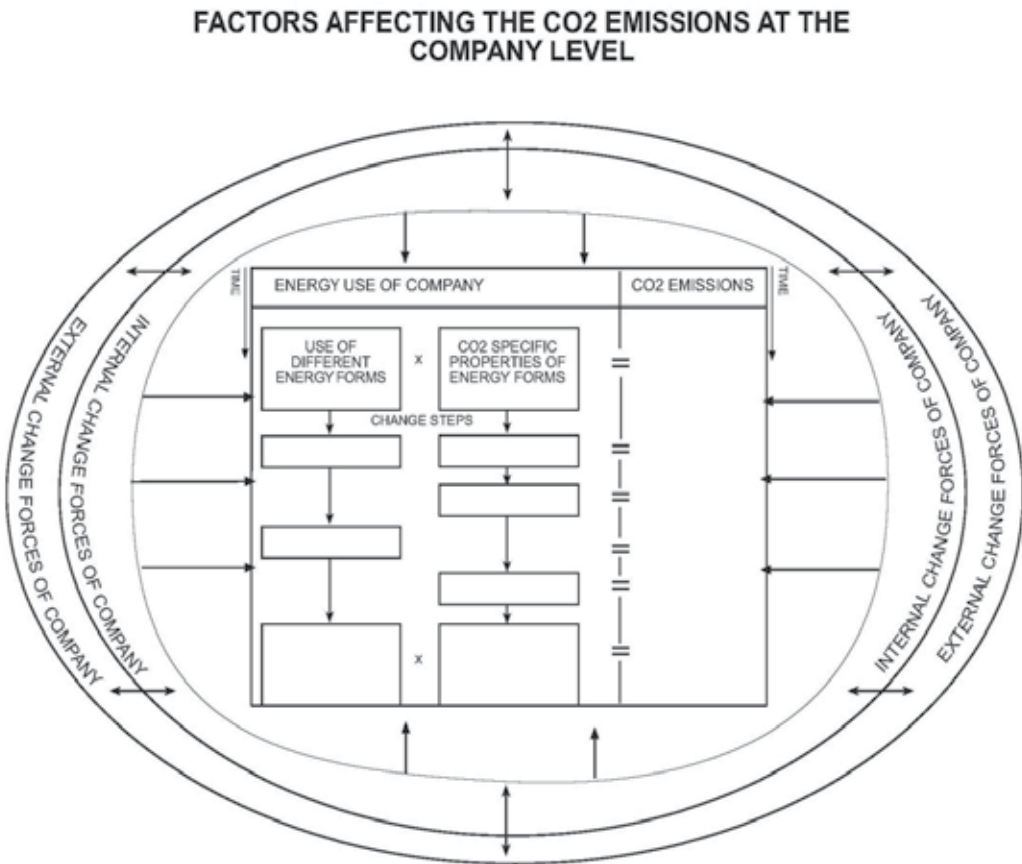 FACTORS AFFECTING THE CO2 EMISSIONS AT THE
COMPANY LEVEL
TIME
TIME
ENERGY USE OF COMPANY
CO2 EMISSIONS
USE OF
DIFFERENT
ENERGY FORMS
x
CO2 SPECIFIC
PROPERTIES OF
ENERGY FORMS
=
CHANGE STEPS
=
=
=
=
x
=
EXTERNAL CHANGE FORCES OF COMPANY
INTERNAL CHANGE FORCES OF COMPANY
INTERNAL CHANGE FORCES OF COMPANY
EXTERNAL CHANGE FORCES OF COMPANY